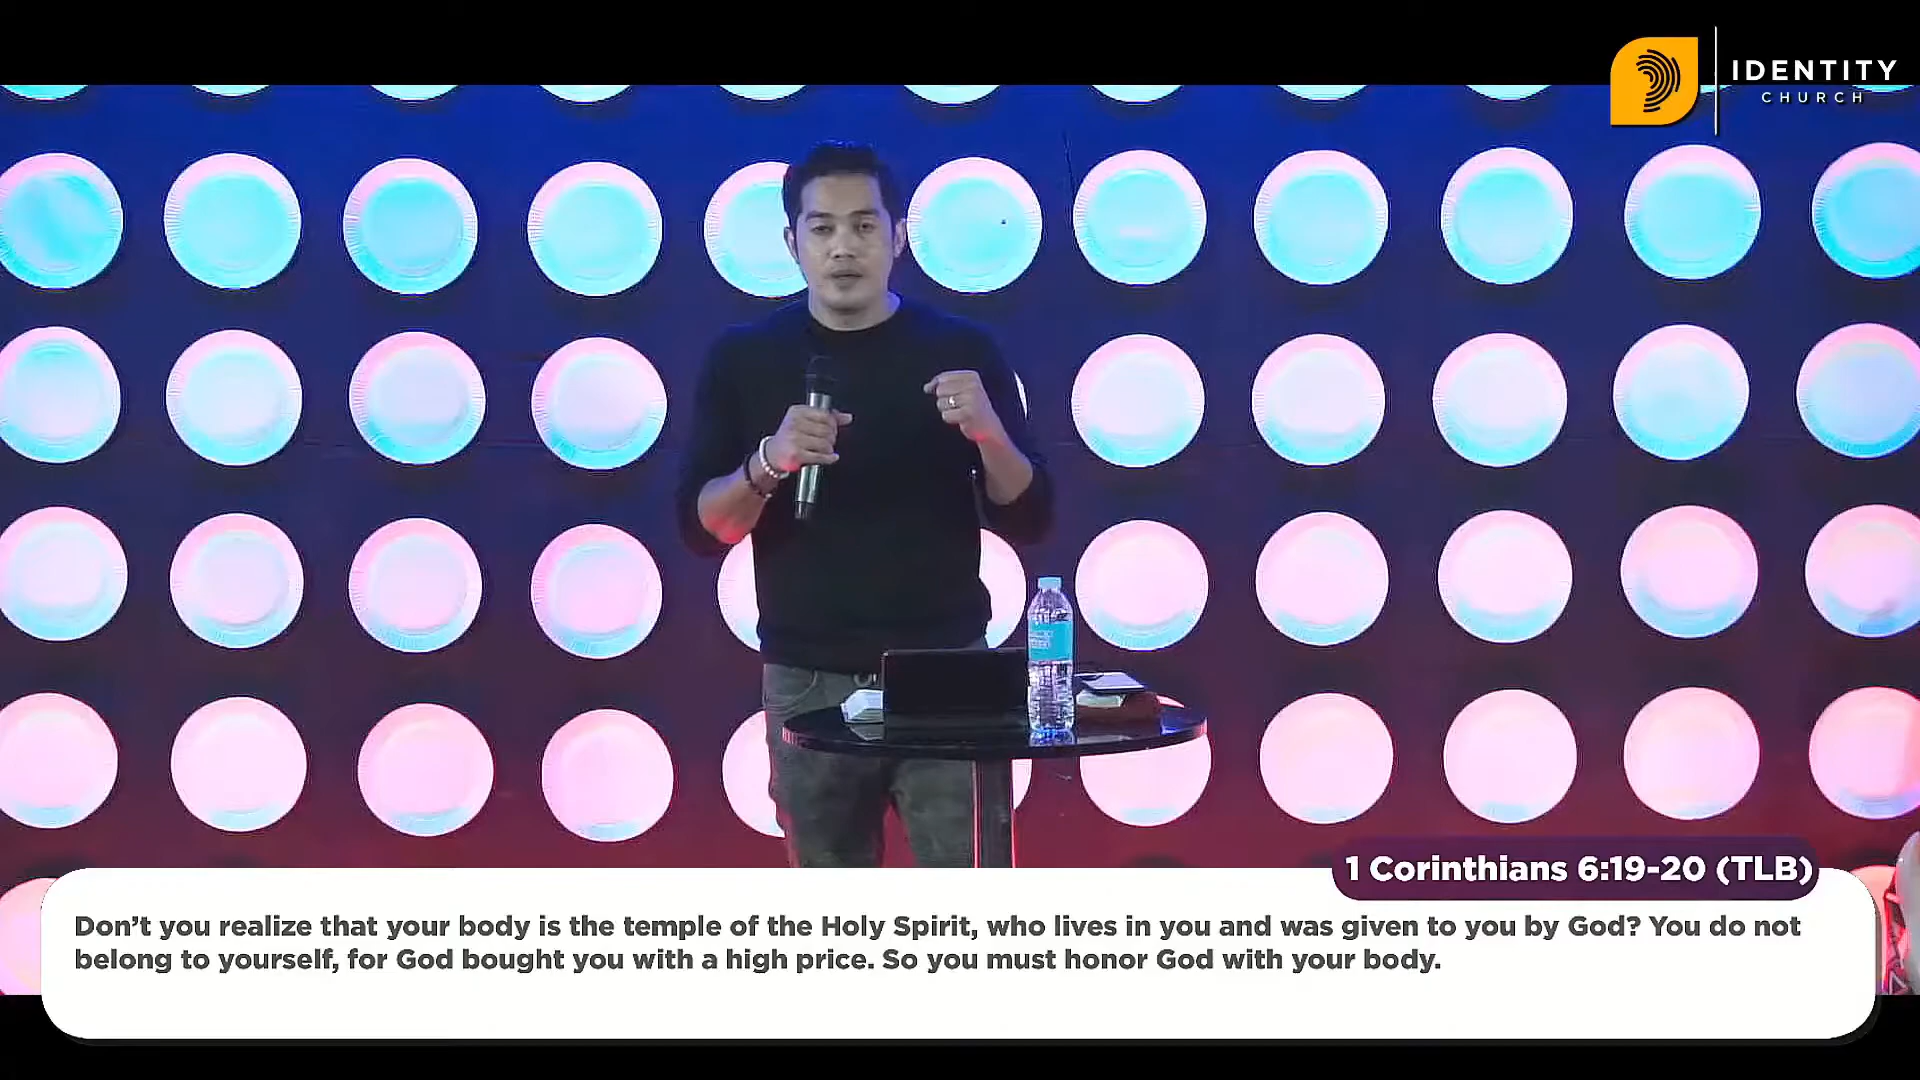 IDENTITY
CHURCH
1 Corinthians 6:19-20 (TLB)
Don’t you realize that your body is the temple of the Holy Spirit, who lives in you and was given to you by God? You do not
belong to yourself, for God bought you with a high price. So you must honor God with your body.